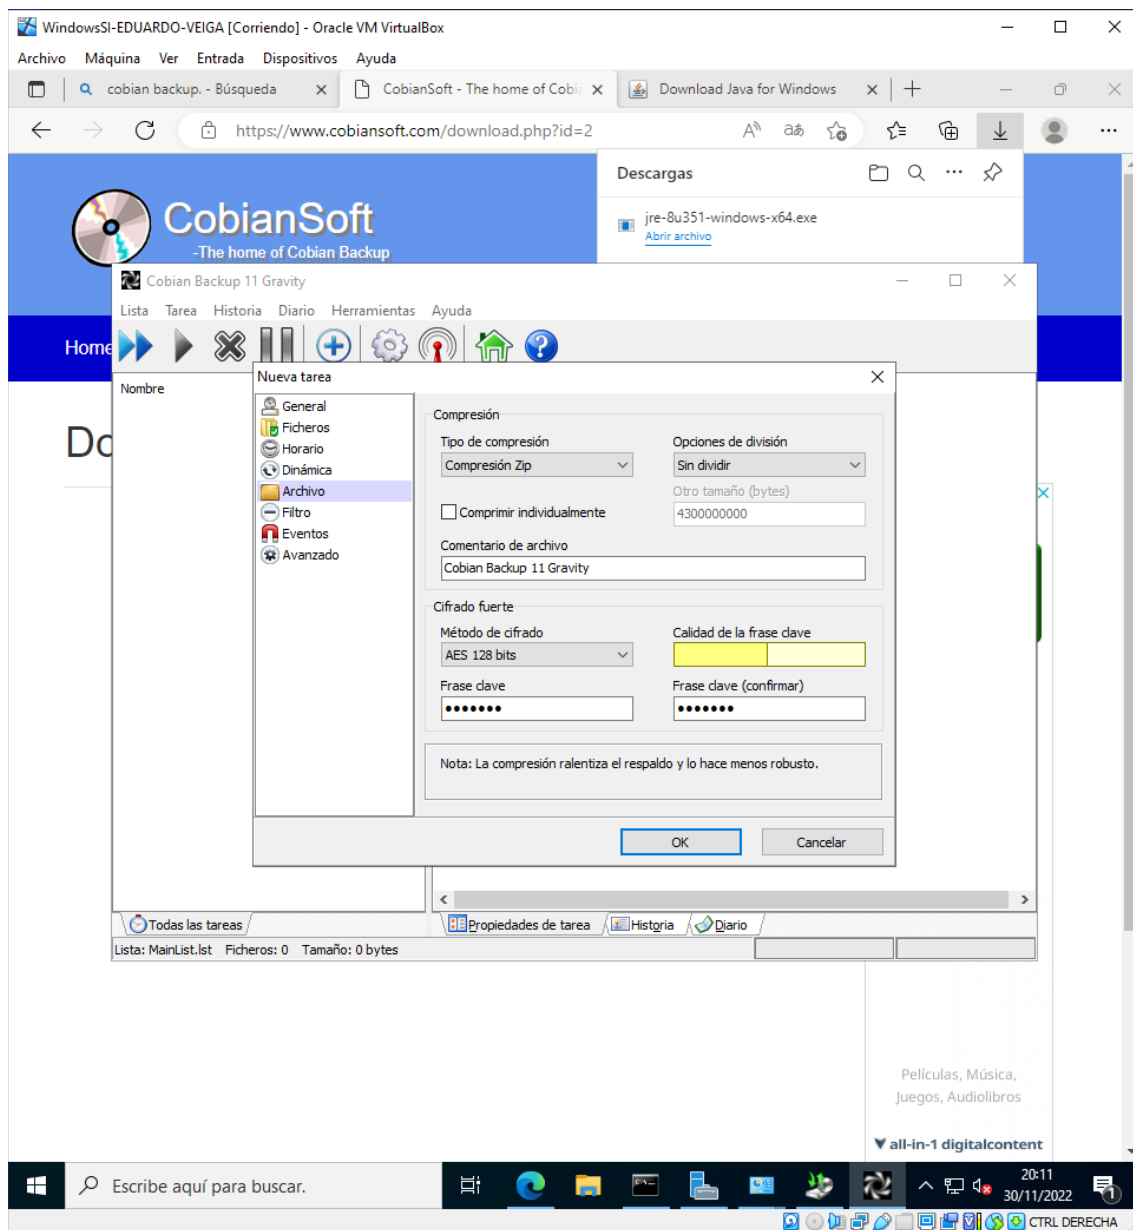 WindowsSI-EDUARDO-VEIGA [Corriendo] - Oracle VM VirtualBox
Archivo Máquina Ver Entrada Dispositivos Ayuda
cobian backup. - Búsqueda
CobianSoft - The home of Cobi
Download Java for Windows
https://www.cobiansoft.com/download.php?id=2
Descargas
jre-8u351-windows-x64.exe
Abrir archivo
CobianSoft
-The home of Cobian Backup
Cobian Backup 11 Gravity
Lista Tarea Historia Diario Herramientas Ayuda
Home
Nombre
Do
Nueva tarea
General
Ficheros
Horario
Dinámica
Archivo
Filtro
Eventos
Avanzado
Compresión
Tipo de compresión
Opciones de división
Compresión Zip
Sin dividir
Otro tamaño (bytes)
Comprimir individualmente
4300000000
Comentario de archivo
Cobian Backup 11 Gravity
Cifrado fuerte
Método de cifrado
Calidad de la frase clave
AES 128 bits
Frase clave
Frase clave (confirmar)
•••••••
•••••••
Nota: La compresión ralentiza el respaldo y lo hace menos robusto.
OK
Cancelar
Todas las tareas
Propiedades de tarea
Historia
Diario
Lista: MainList.lst Ficheros: 0 Tamaño: 0 bytes
Películas, Música,
Juegos, Audiolibros
all-in-1 digitalcontent
Escribe aquí para buscar.
20:11
30/11/2022
1
CTRL DERECHA